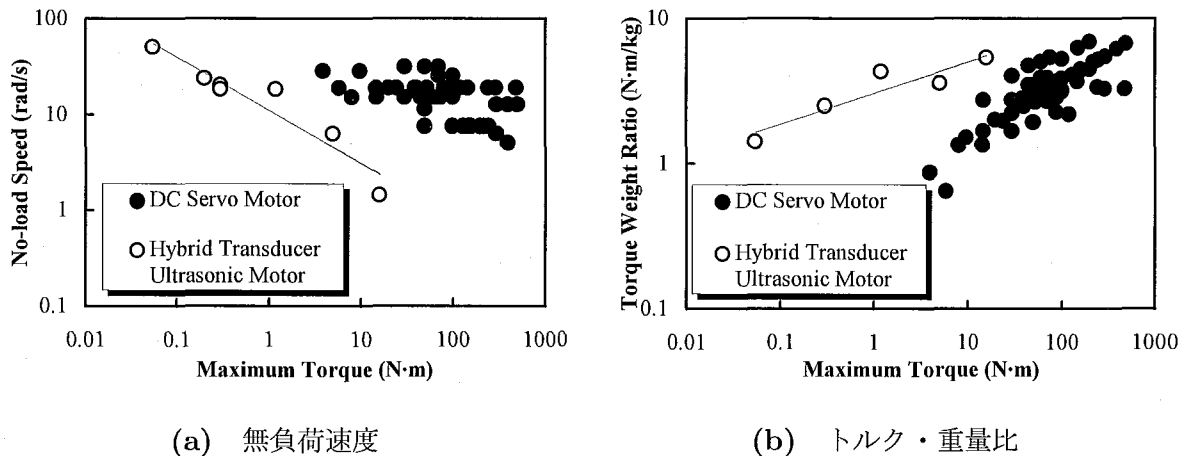 100
10
1
0.1
No-load Speed (rad/s)
DC Servo Motor
Hybrid Transducer
Ultrasonic Motor
0.01 0.1 1 10 100 1000
Maximum Torque (N·m)
(a) 無負荷速度
10
1
0.1
Torque Weight Ratio (N·m/kg)
DC Servo Motor
Hybrid Transducer
Ultrasonic Motor
0.01 0.1 1 10 100 1000
Maximum Torque (N·m)
(b) トルク・重量比